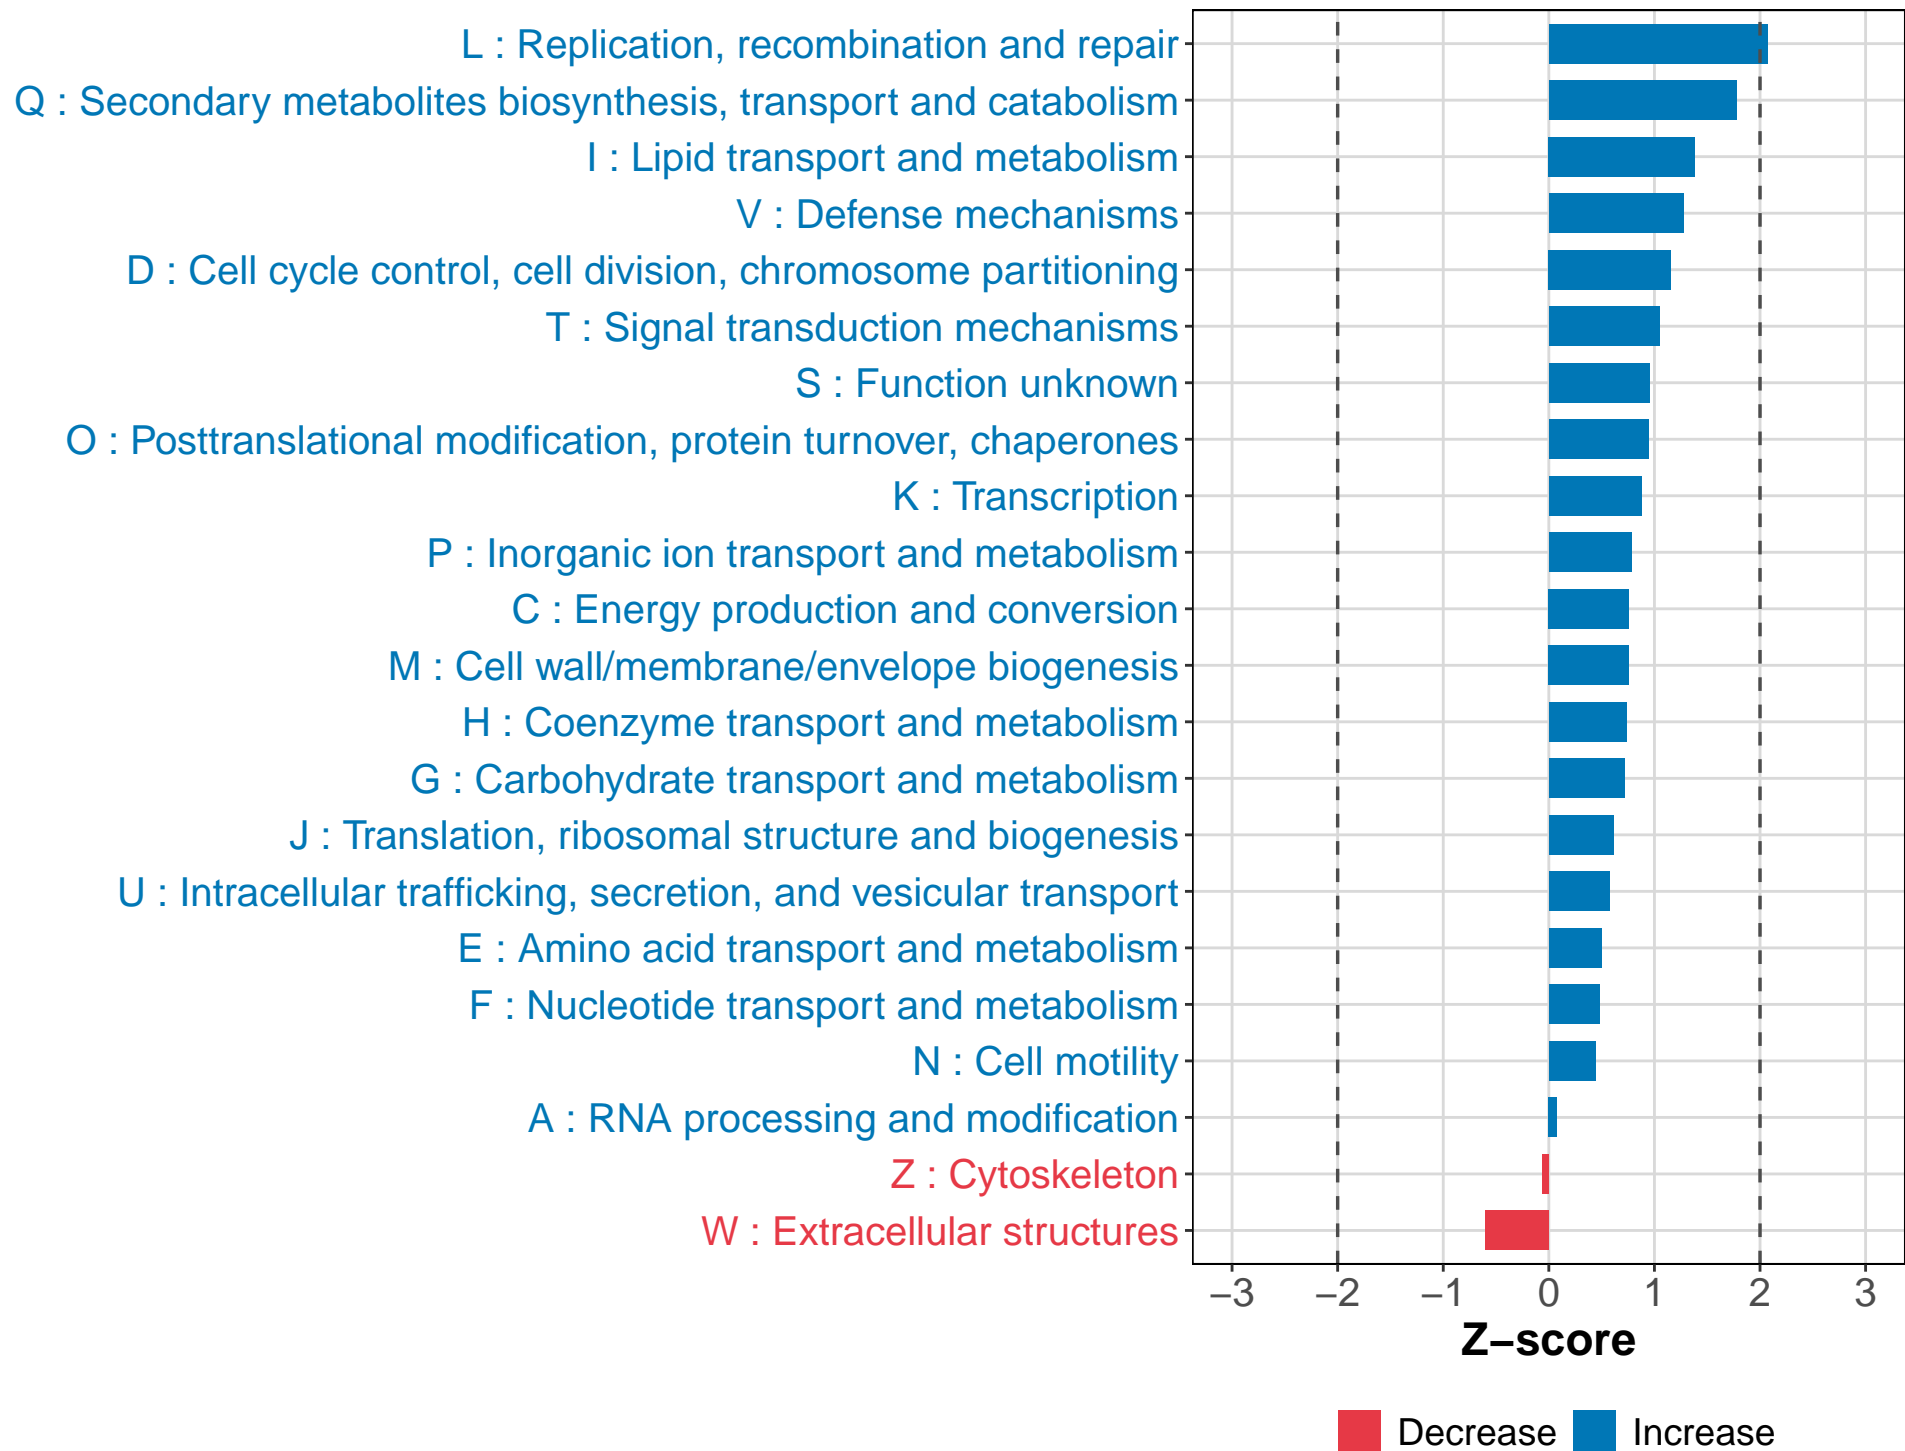 L : Replication, recombination and repair
Q : Secondary metabolites biosynthesis, transport and catabolism
I : Lipid transport and metabolism
V : Defense mechanisms
D : Cell cycle control, cell division, chromosome partitioning
T : Signal transduction mechanisms
S : Function unknown
O : Posttranslational modification, protein turnover, chaperones
K : Transcription
P : Inorganic ion transport and metabolism
C : Energy production and conversion
M : Cell wall/membrane/envelope biogenesis
H : Coenzyme transport and metabolism
G : Carbohydrate transport and metabolism
J : Translation, ribosomal structure and biogenesis
U : Intracellular trafficking, secretion, and vesicular transport
E : Amino acid transport and metabolism
F : Nucleotide transport and metabolism
N : Cell motility
A : RNA processing and modification
Z : Cytoskeleton
W : Extracellular structures
−3 −2 −1 0 1 2 3
Z−score
Decrease Increase